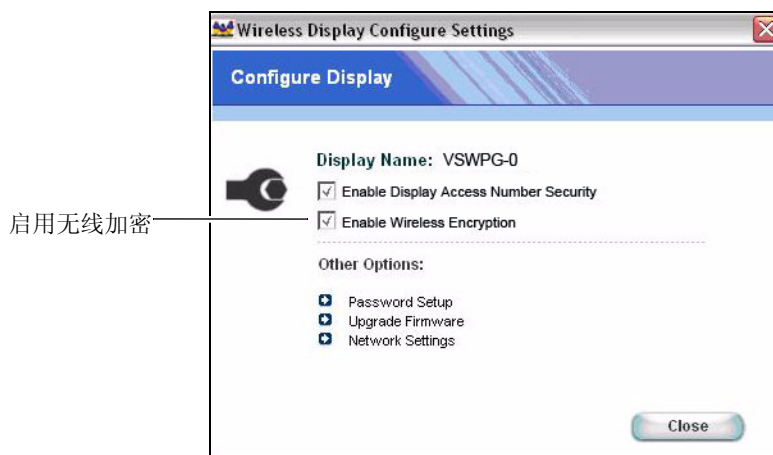 Wireless Display Configure Settings
Configure Display
Display Name: VSWPG-0
Enable Display Access Number Security
启用无线加密
Enable Wireless Encryption
Other Options:
Password Setup
Upgrade Firmware
Network Settings
Close